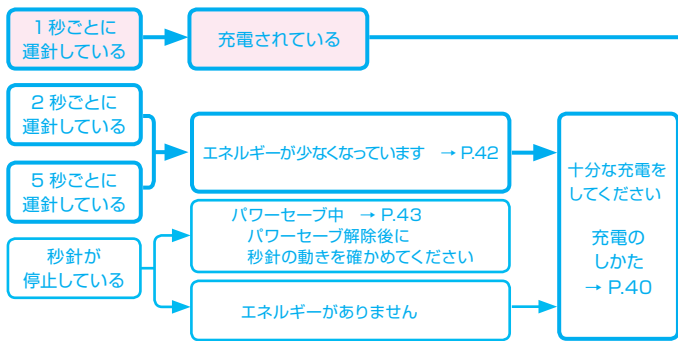 1 秒ごとに
運針している
充電されている
2 秒ごとに
運針している
5 秒ごとに
運針している
エネルギーが少なくなっています → P.42
パワーセーブ中 → P.43
パワーセーブ解除後に
秒針の動きを確かめてください
秒針が
停止している
エネルギーがありません
十分な充電を
してください
充電の
しかた
→ P.40